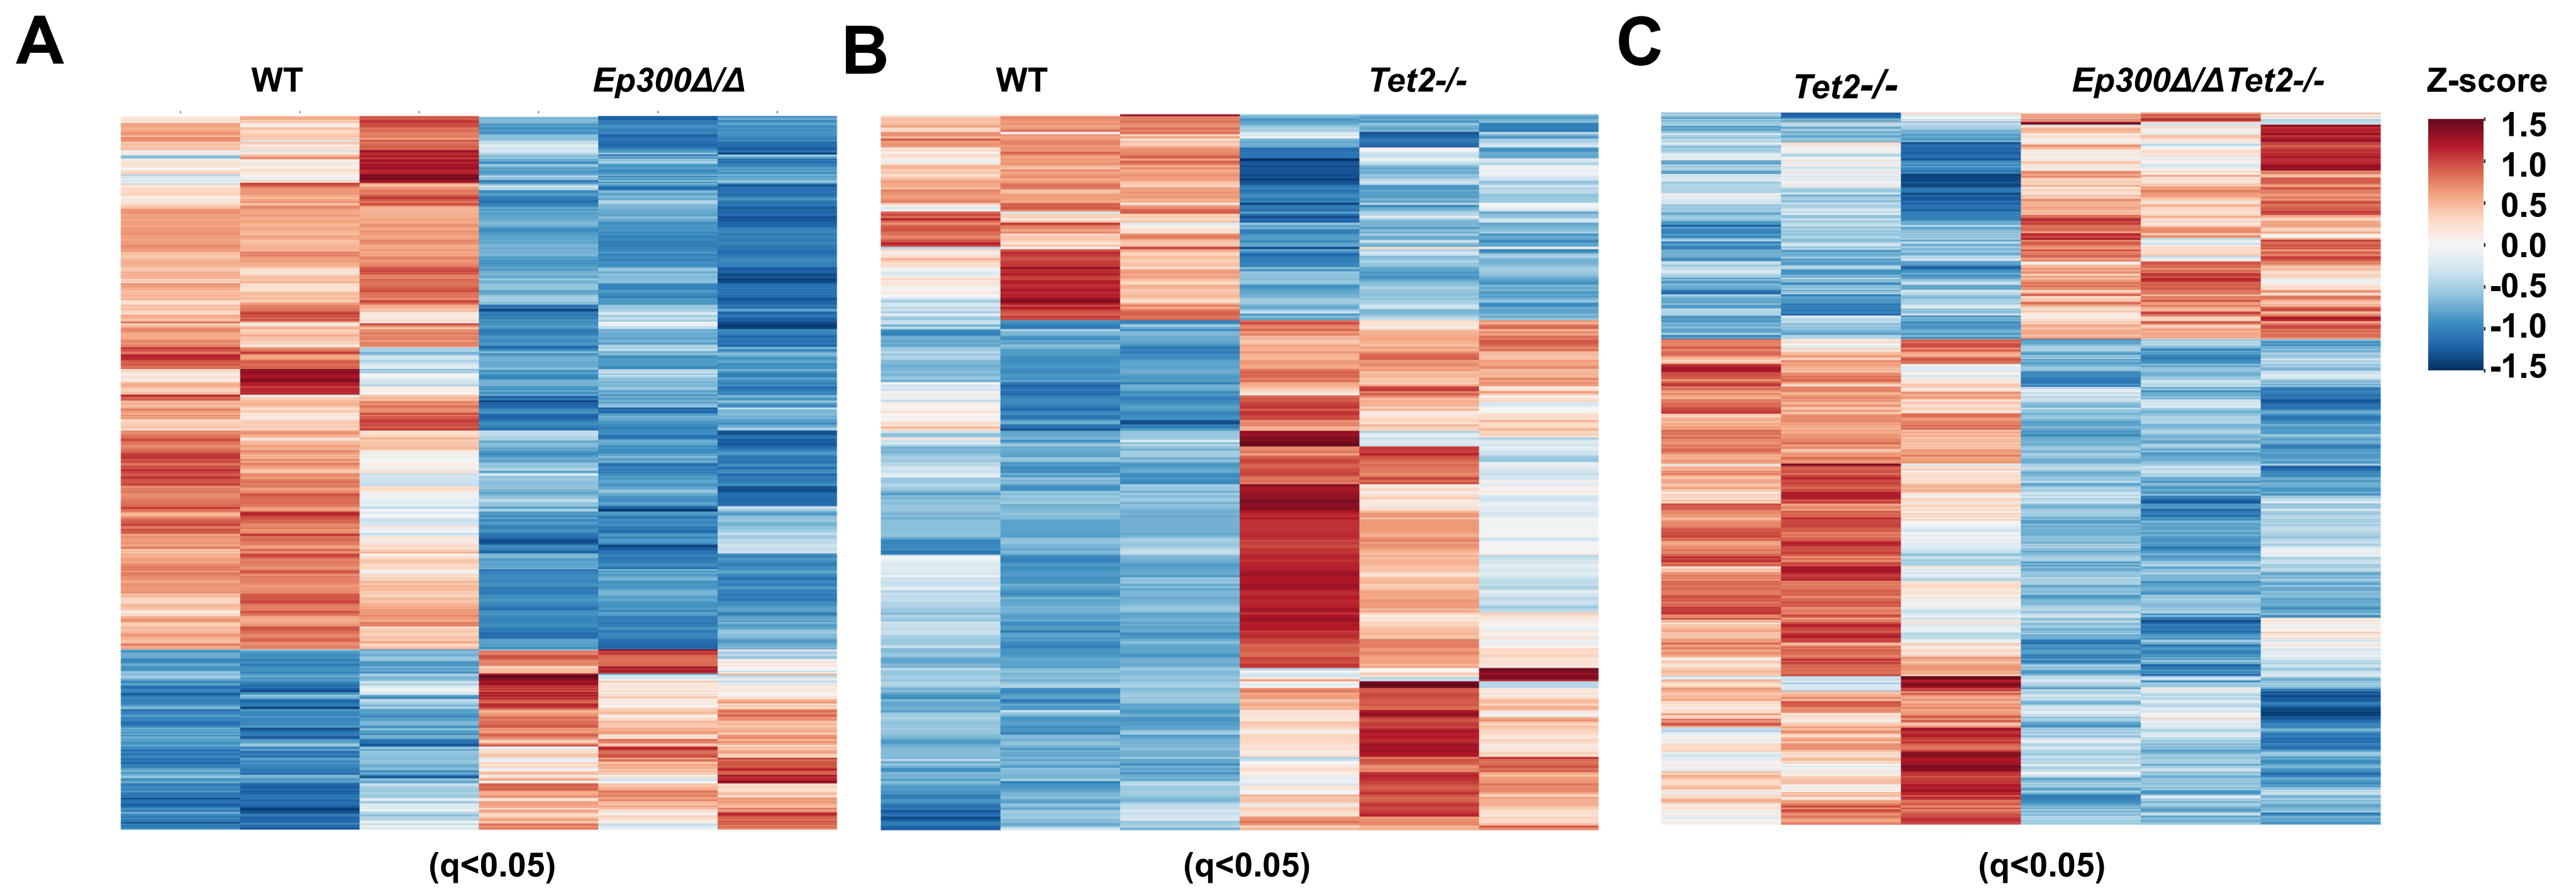 A
B
C
WT
Ep300Δ/Δ
WT
Tet2-/-
Tet2-/-
Ep300Δ/ΔTet2-/-
Z-score
1.5
1.0
0.5
0.0
-0.5
-1.0
-1.5
(q<0.05)
(q<0.05)
(q<0.05)